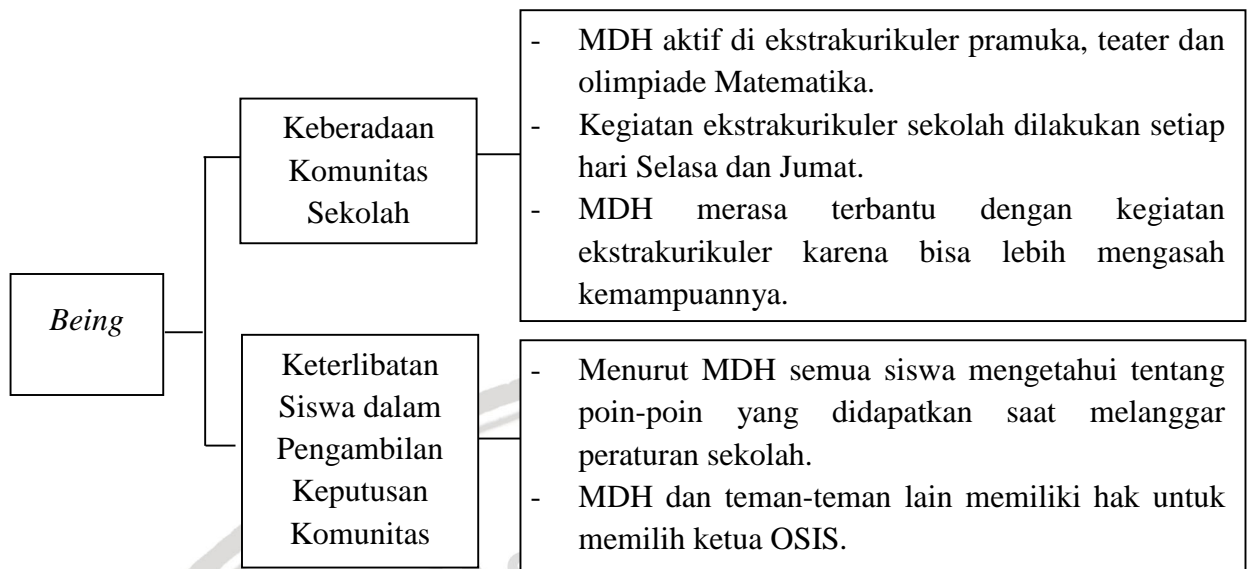 Being
Keberadaan
Komunitas
Sekolah
- MDH aktif di ekstrakurikuler pramuka, teater dan
olimpiade Matematika.
- Kegiatan ekstrakurikuler sekolah dilakukan setiap
hari Selasa dan Jumat.
- MDH merasa terbantu dengan kegiatan
ekstrakurikuler karena bisa lebih mengasah
kemampuannya.
Keterlibatan
Siswa dalam
Pengambilan
Keputusan
Komunitas
- Menurut MDH semua siswa mengetahui tentang
poin-poin yang didapatkan saat melanggar
peraturan sekolah.
- MDH dan teman-teman lain memiliki hak untuk
memilih ketua OSIS.